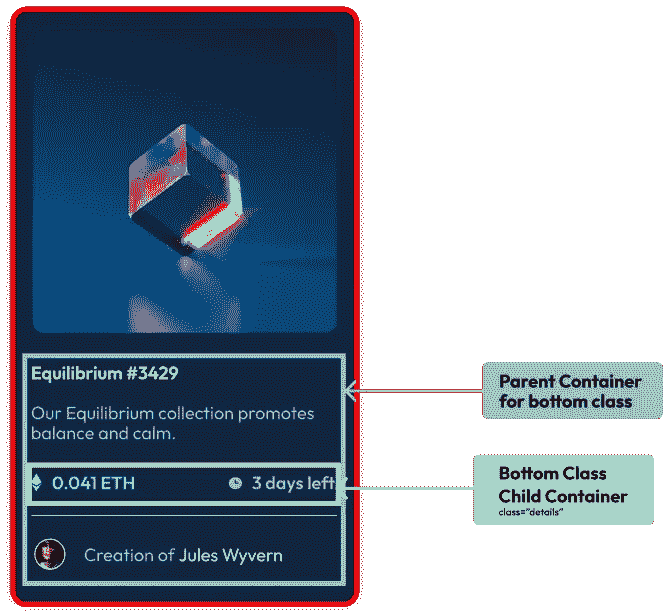 Equilibrium #3429
Our Equilibrium collection promotes
balance and calm.
0.041 ETH
3 days left
Creation of Jules Wyvern
Parent Container
for bottom class
Bottom Class
Child Container
class="details"